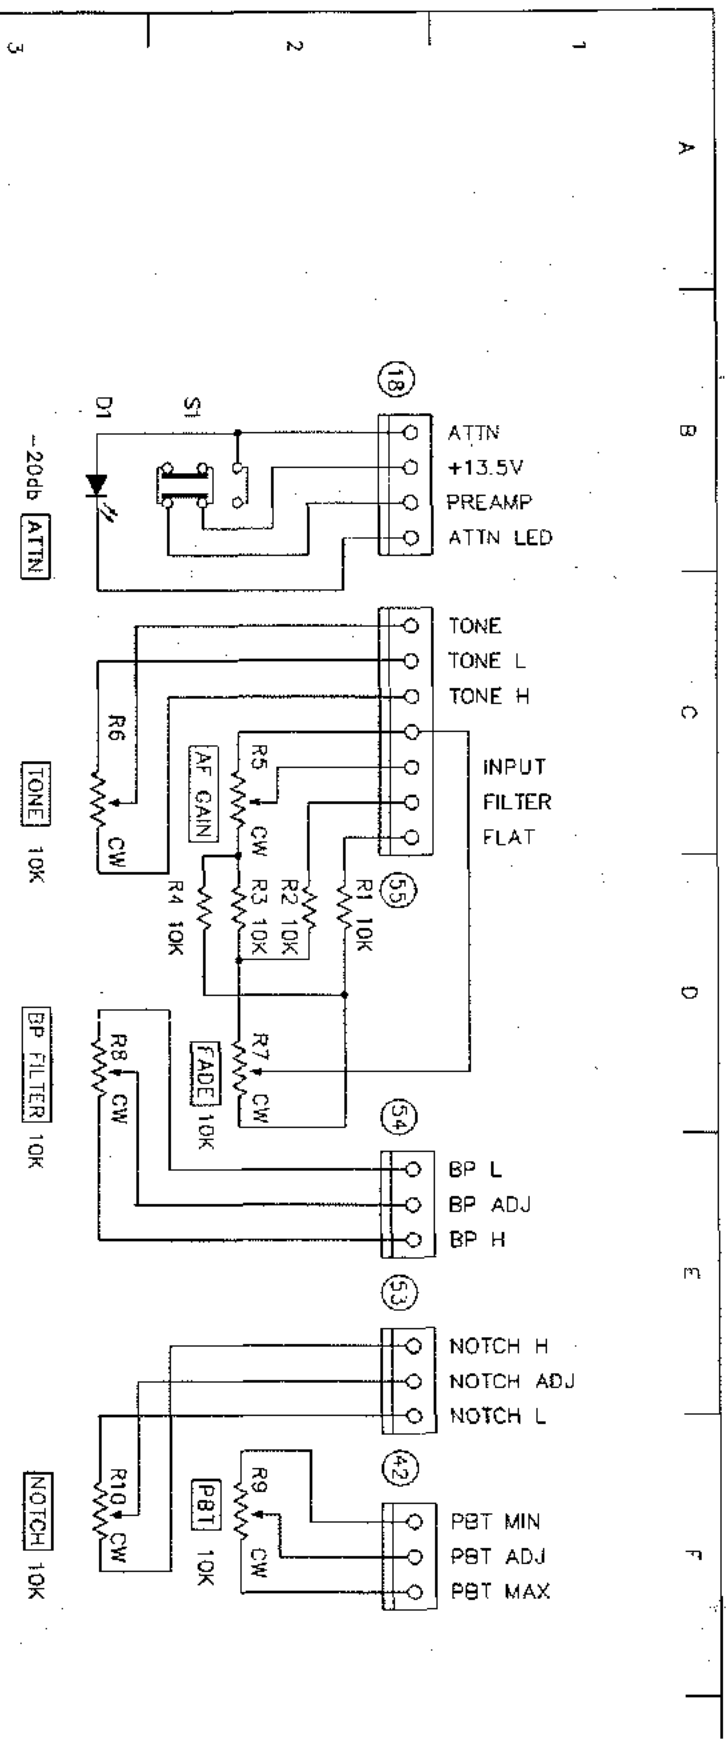 3
2
1
A
B
C
D
E
F
18
ATTN
+13.5V
PREAMP
ATTN LED
S1
D1
-20db ATTN
TONE
TONE L
TONE H
INPUT
FILTER
FLAT
55
R6
CW
TONE 10K
R5
CW
AF GAIN
R1 10K
R2 10K
R3 10K
R4 10K
R7
CW
FADE 10K
R8
CW
BP FILTER 10K
54
BP L
BP ADJ
BP H
53
NOTCH H
NOTCH ADJ
NOTCH L
R10
CW
NOTCH 10K
42
PBT MIN
PBT ADJ
PBT MAX
R9
CW
PBT 10K